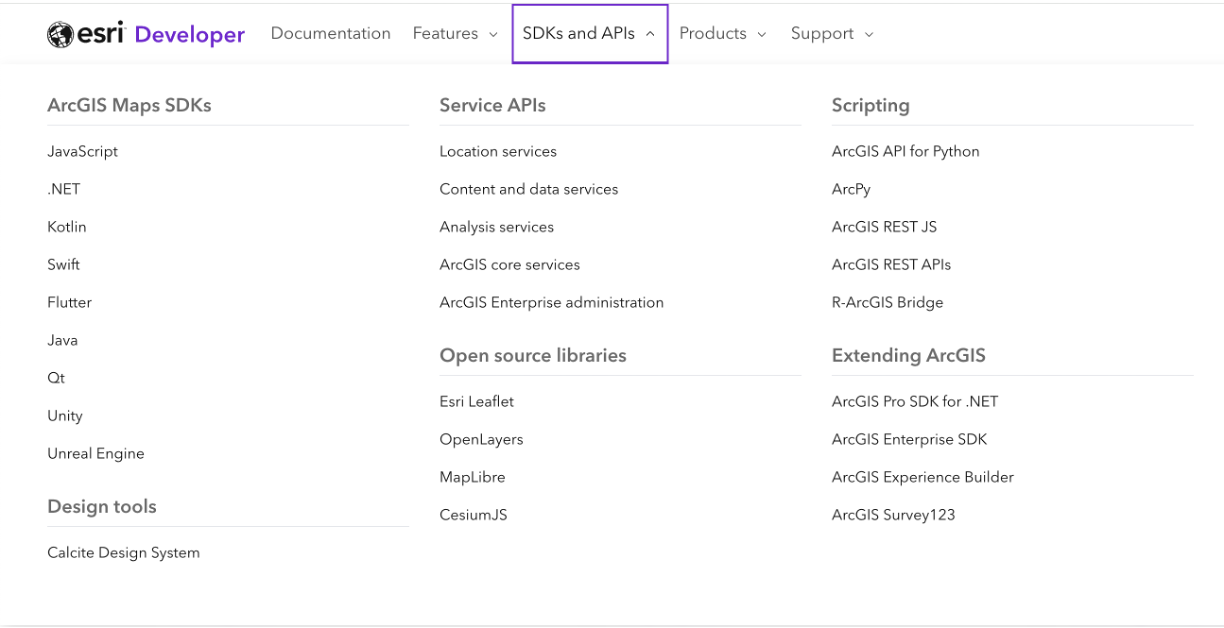 esri Developer Documentation Features SDKs and APIs Products Support
ArcGIS Maps SDKs
JavaScript
.NET
Kotlin
Swift
Flutter
Java
Qt
Unity
Unreal Engine
Design tools
Calcite Design System
Service APIs
Location services
Content and data services
Analysis services
ArcGIS core services
ArcGIS Enterprise administration
Open source libraries
Esri Leaflet
OpenLayers
MapLibre
CesiumJS
Scripting
ArcGIS API for Python
ArcPy
ArcGIS REST JS
ArcGIS REST APIs
R-ArcGIS Bridge
Extending ArcGIS
ArcGIS Pro SDK for .NET
ArcGIS Enterprise SDK
ArcGIS Experience Builder
ArcGIS Survey123